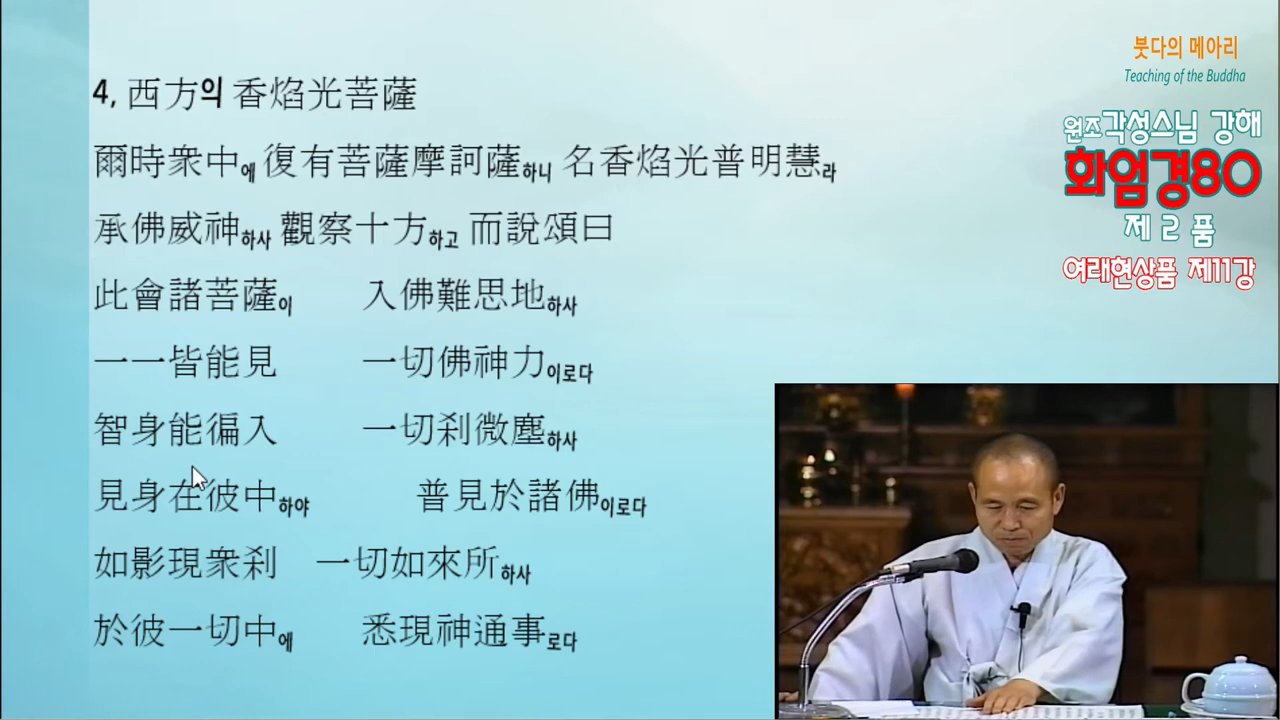 4, 西方의 香焰光菩薩
爾時衆中에 復有菩薩摩訶薩하니 名香焰光普明慧라
承佛威神하사 觀察十方하고 而說頌曰
此會諸菩薩이 入佛難思地하사
一一皆能見 一切佛神力이로다
智身能徧入 一切刹微塵하사
見身在彼中하야 普見於諸佛이로다
如影現衆刹 一切如來所하사
於彼一切中에 悉現神通事로다
붓다의 메아리
Teaching of the Buddha
원조각성스님 강해
화엄경80
제2품
여래현상품 제11강